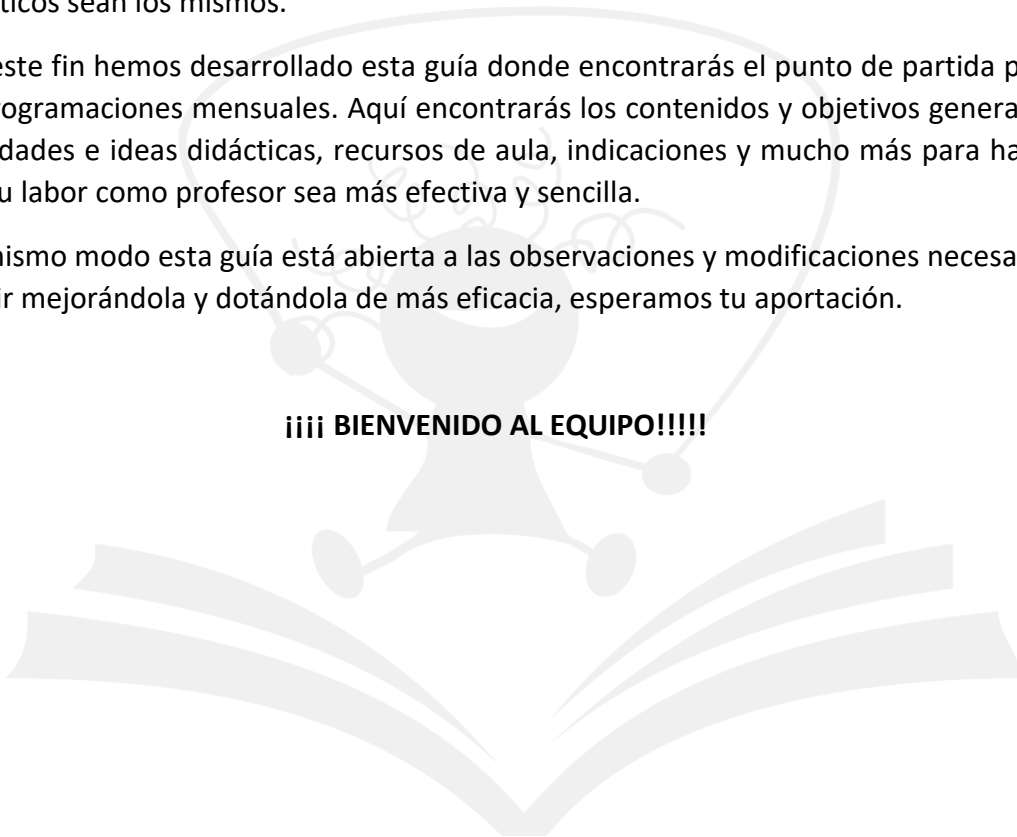 ticos sean los mismos.
este fin hemos desarrollado esta guía donde encontrarás el punto de partida p
rogramaciones mensuales. Aquí encontrarás los contenidos y objetivos genera
dades e ideas didácticas, recursos de aula, indicaciones y mucho más para ha
u labor como profesor sea más efectiva y sencilla.
nismo modo esta guía está abierta a las observaciones y modificaciones necesa
ir mejorándola y dotándola de más eficacia, esperamos tu aportación.
¡¡¡¡ BIENVENIDO AL EQUIPO!!!!!